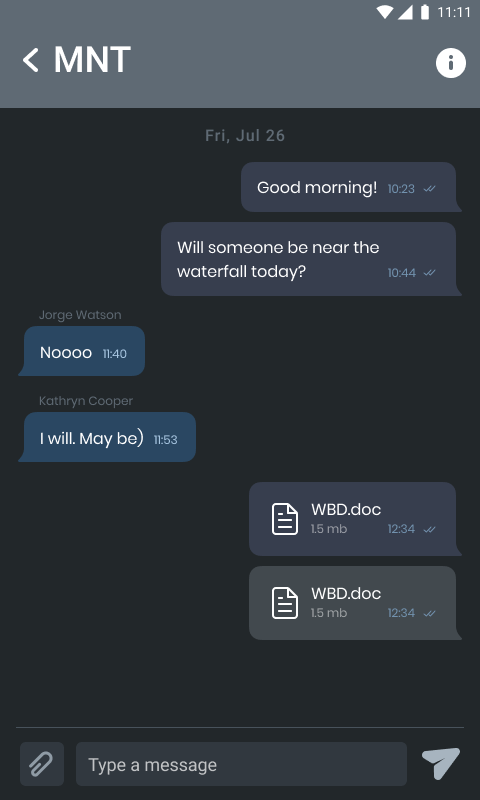 11:11
MNT
Fri, Jul 26
Good morning! 10:23
Will someone be near the
waterfall today? 10:44
Jorge Watson
Noooo 11:40
Kathryn Cooper
I will. May be) 11:53
WBD.doc
1.5 mb 12:34
WBD.doc
1.5 mb 12:34
Type a message